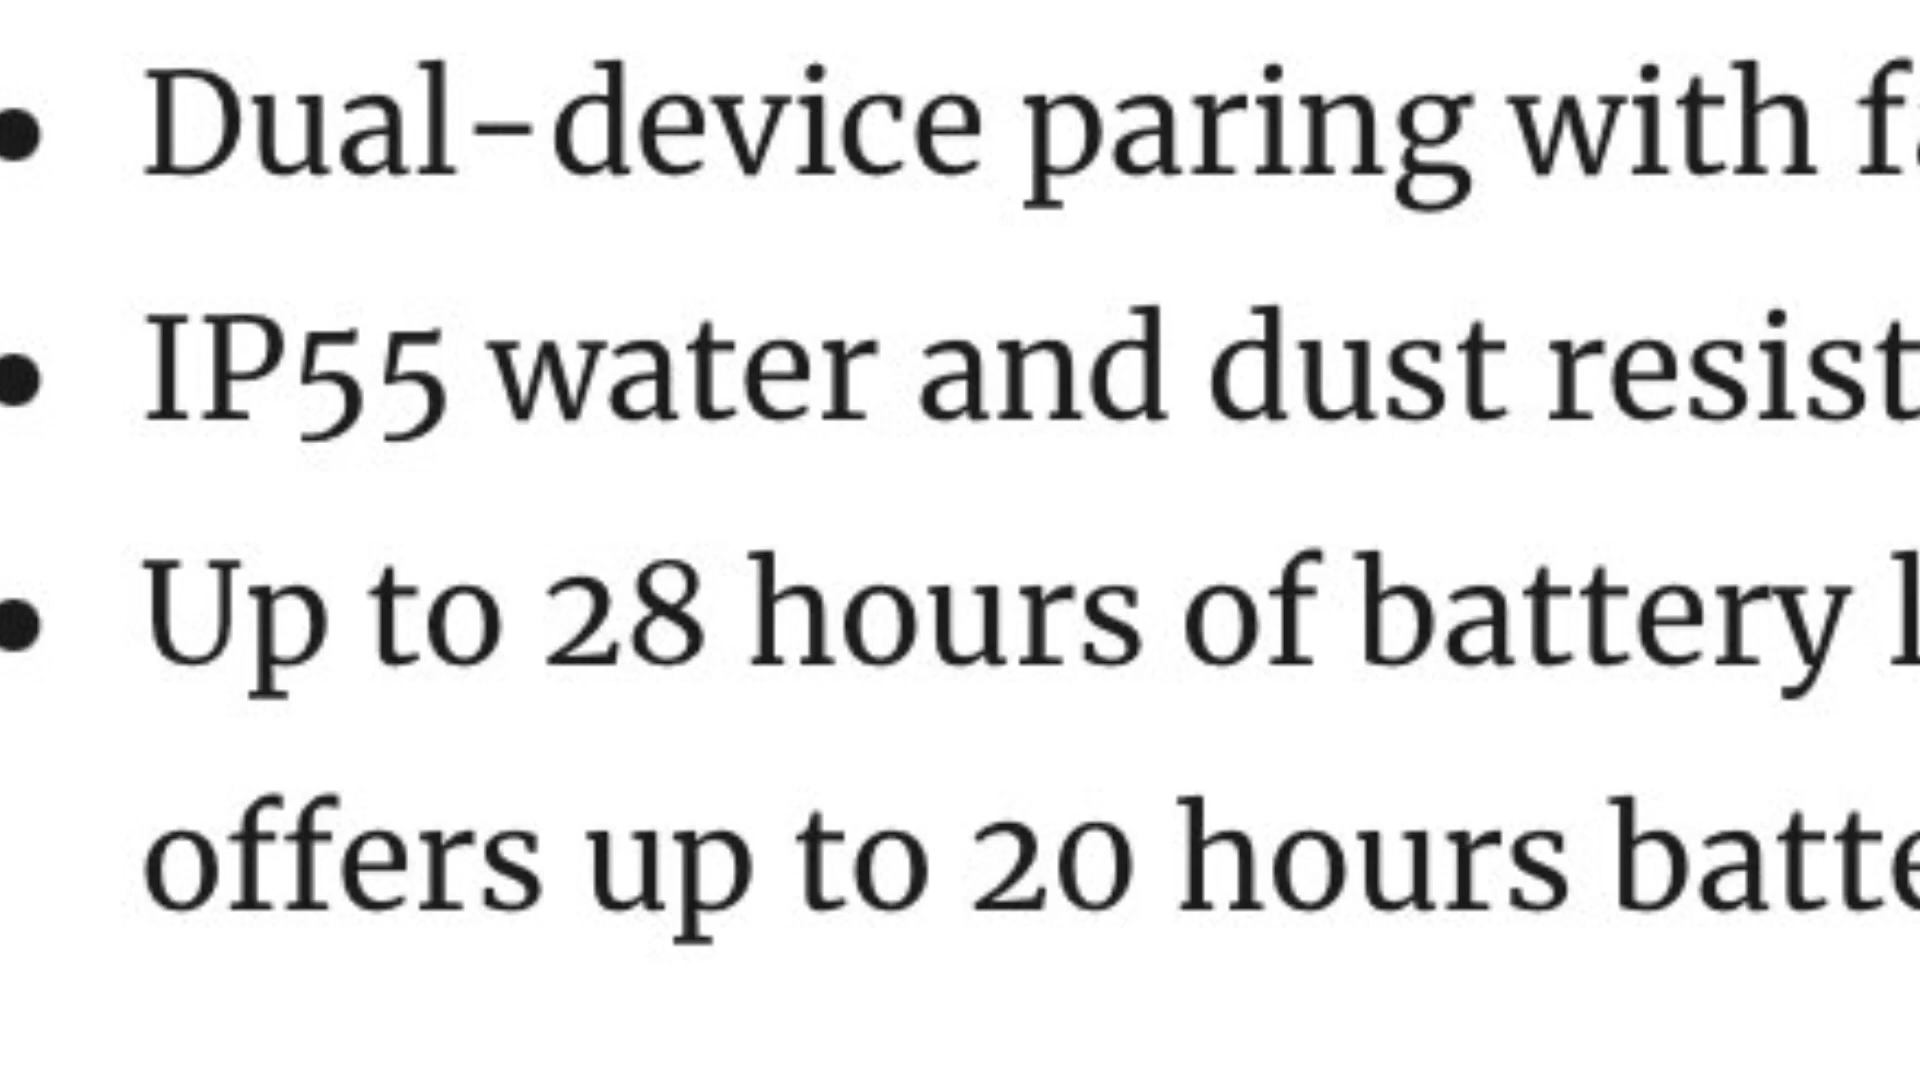 • Dual-device paring with
• IP55 water and dust resist
• Up to 28 hours of battery
offers up to 20 hours batte